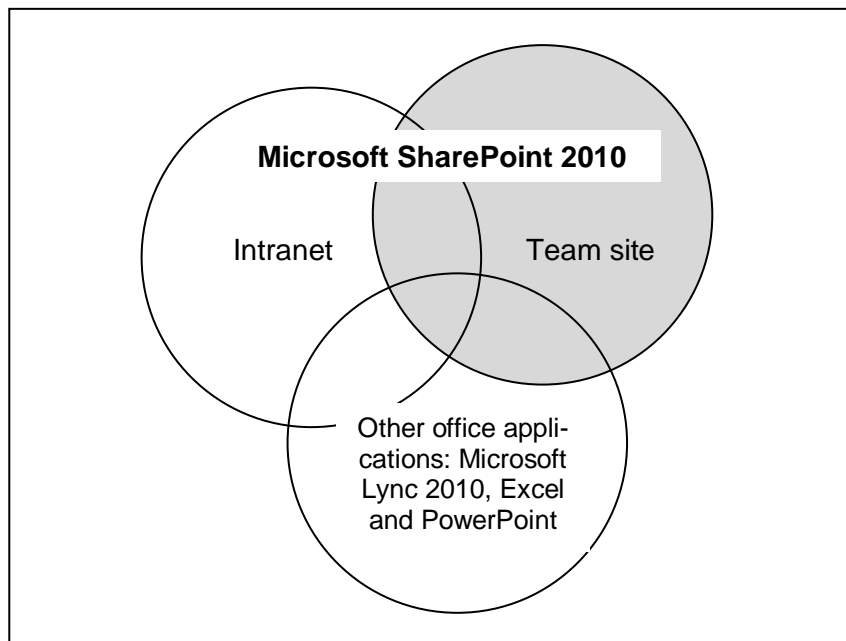 Microsoft SharePoint 2010
Intranet
Team site
Other office appli-
cations: Microsoft
Lync 2010, Excel
and PowerPoint